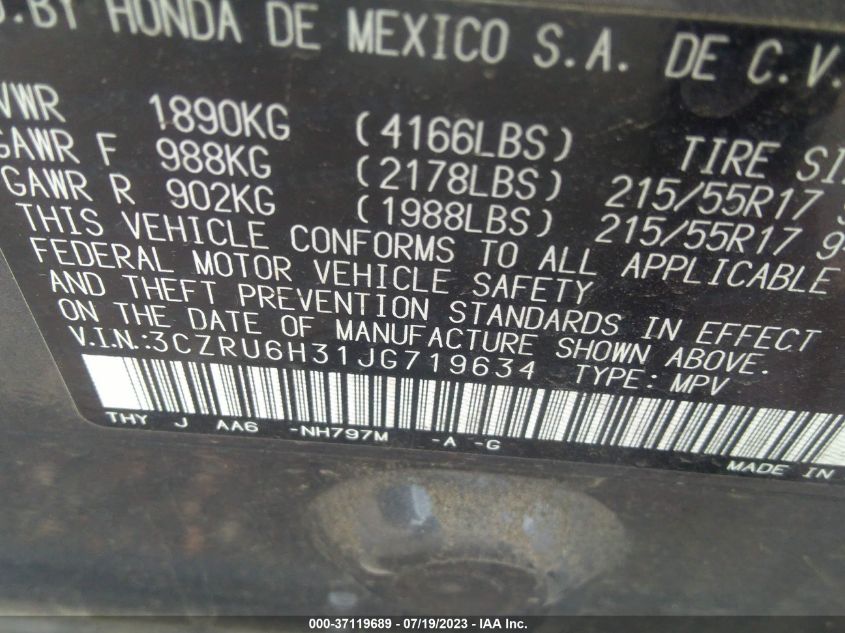 BY HONDA DE MEXICO S.A. DE C.V.
1890KG (4166LBS) TIRE
GAWR F 988KG (2178LBS) 215/55R17
GAWR R 902KG (1988LBS) 215/55R17
THIS VEHICLE CONFORMS TO ALL APPLICABLE
FEDERAL MOTOR VEHICLE SAFETY
AND THEFT PREVENTION STANDARDS IN EFFECT
ON THE DATE OF MANUFACTURE SHOWN ABOVE.
V.I.N.:3CZRU6H31JG719634 TYPE: MPV
THY J AA6 -NH797M -A -G
MADE IN
000-37119689 - 07/19/2023 - IAA Inc.